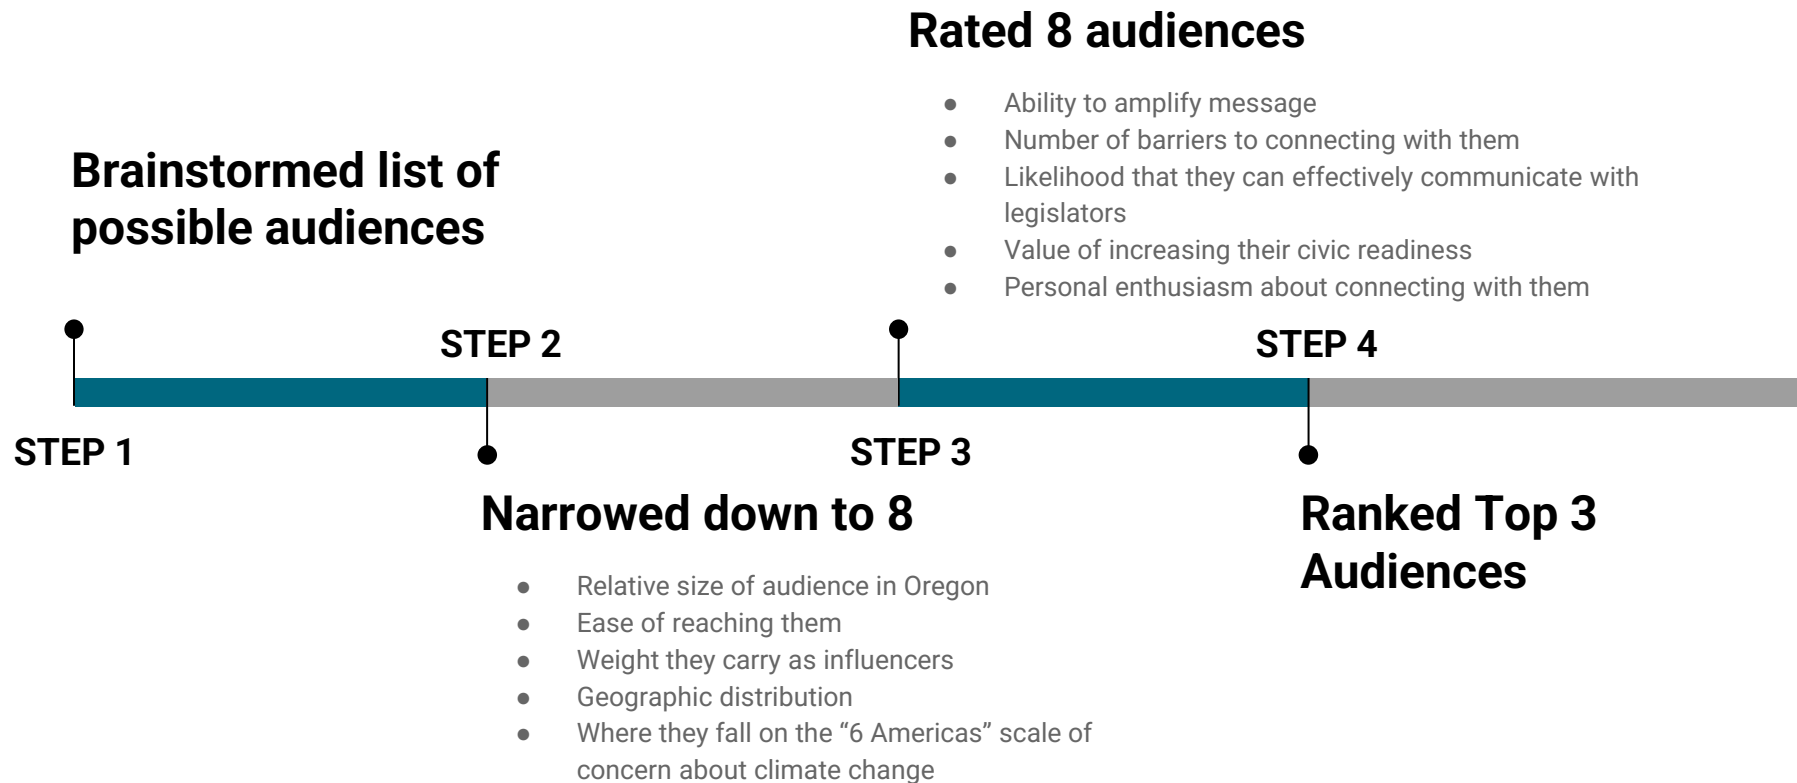 STEP 1
Brainstormed list of
possible audiences
STEP 2
Narrowed down to 8
● Relative size of audience in Oregon
● Ease of reaching them
● Weight they carry as influencers
● Geographic distribution
● Where they fall on the “6 Americas” scale of
concern about climate change
STEP 3
Rated 8 audiences
● Ability to amplify message
● Number of barriers to connecting with them
● Likelihood that they can effectively communicate with
legislators
● Value of increasing their civic readiness
● Personal enthusiasm about connecting with them
STEP 4
Ranked Top 3
Audiences